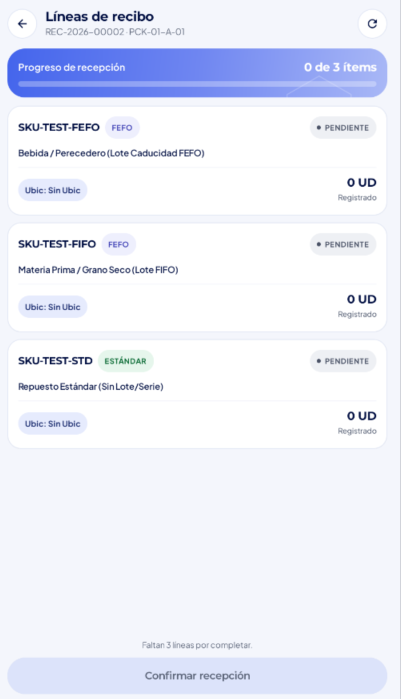 Líneas de recibo
REC-2026-00002 · PCK-01-A-01
Progreso de recepción
0 de 3 ítems
SKU-TEST-FEFO FEFO
• PENDIENTE
Bebida / Perecedero (Lote Caducidad FEFO)
Ubic: Sin Ubic
0 UD
Registrado
SKU-TEST-FIFO FEFO
• PENDIENTE
Materia Prima / Grano Seco (Lote FIFO)
Ubic: Sin Ubic
0 UD
Registrado
SKU-TEST-STD ESTÁNDAR
• PENDIENTE
Repuesto Estándar (Sin Lote/Serie)
Ubic: Sin Ubic
0 UD
Registrado
Faltan 3 líneas por completar.
Confirmar recepción